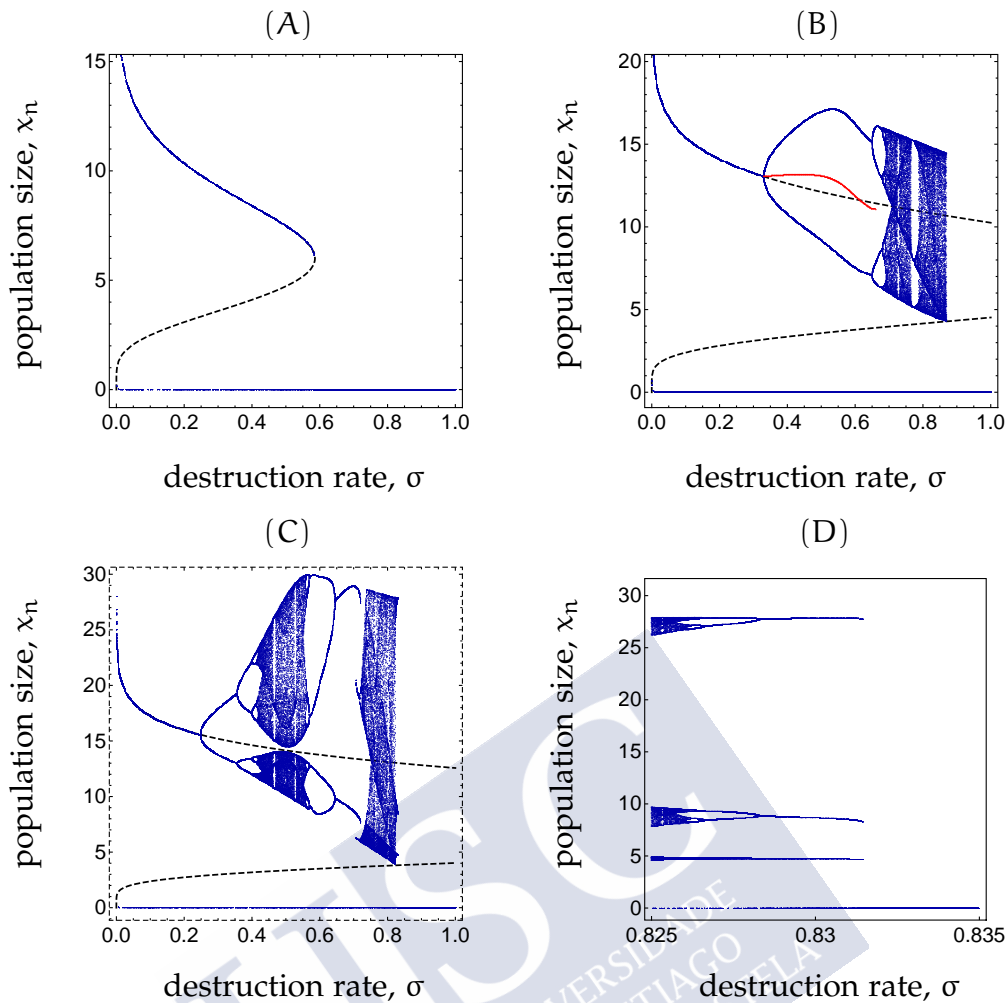 (A)
(B)
15
10
5
0
0.0 0.2 0.4 0.6 0.8 1.0
population size, xn
destruction rate, σ
20
15
10
5
0
0.0 0.2 0.4 0.6 0.8 1.0
population size, xn
destruction rate, σ
(C)
(D)
30
25
20
15
10
5
0
0.0 0.2 0.4 0.6 0.8 1.0
population size, xn
destruction rate, σ
30
25
20
15
10
5
0
0.825 0.83 0.835
population size, xn
destruction rate, σ
USC